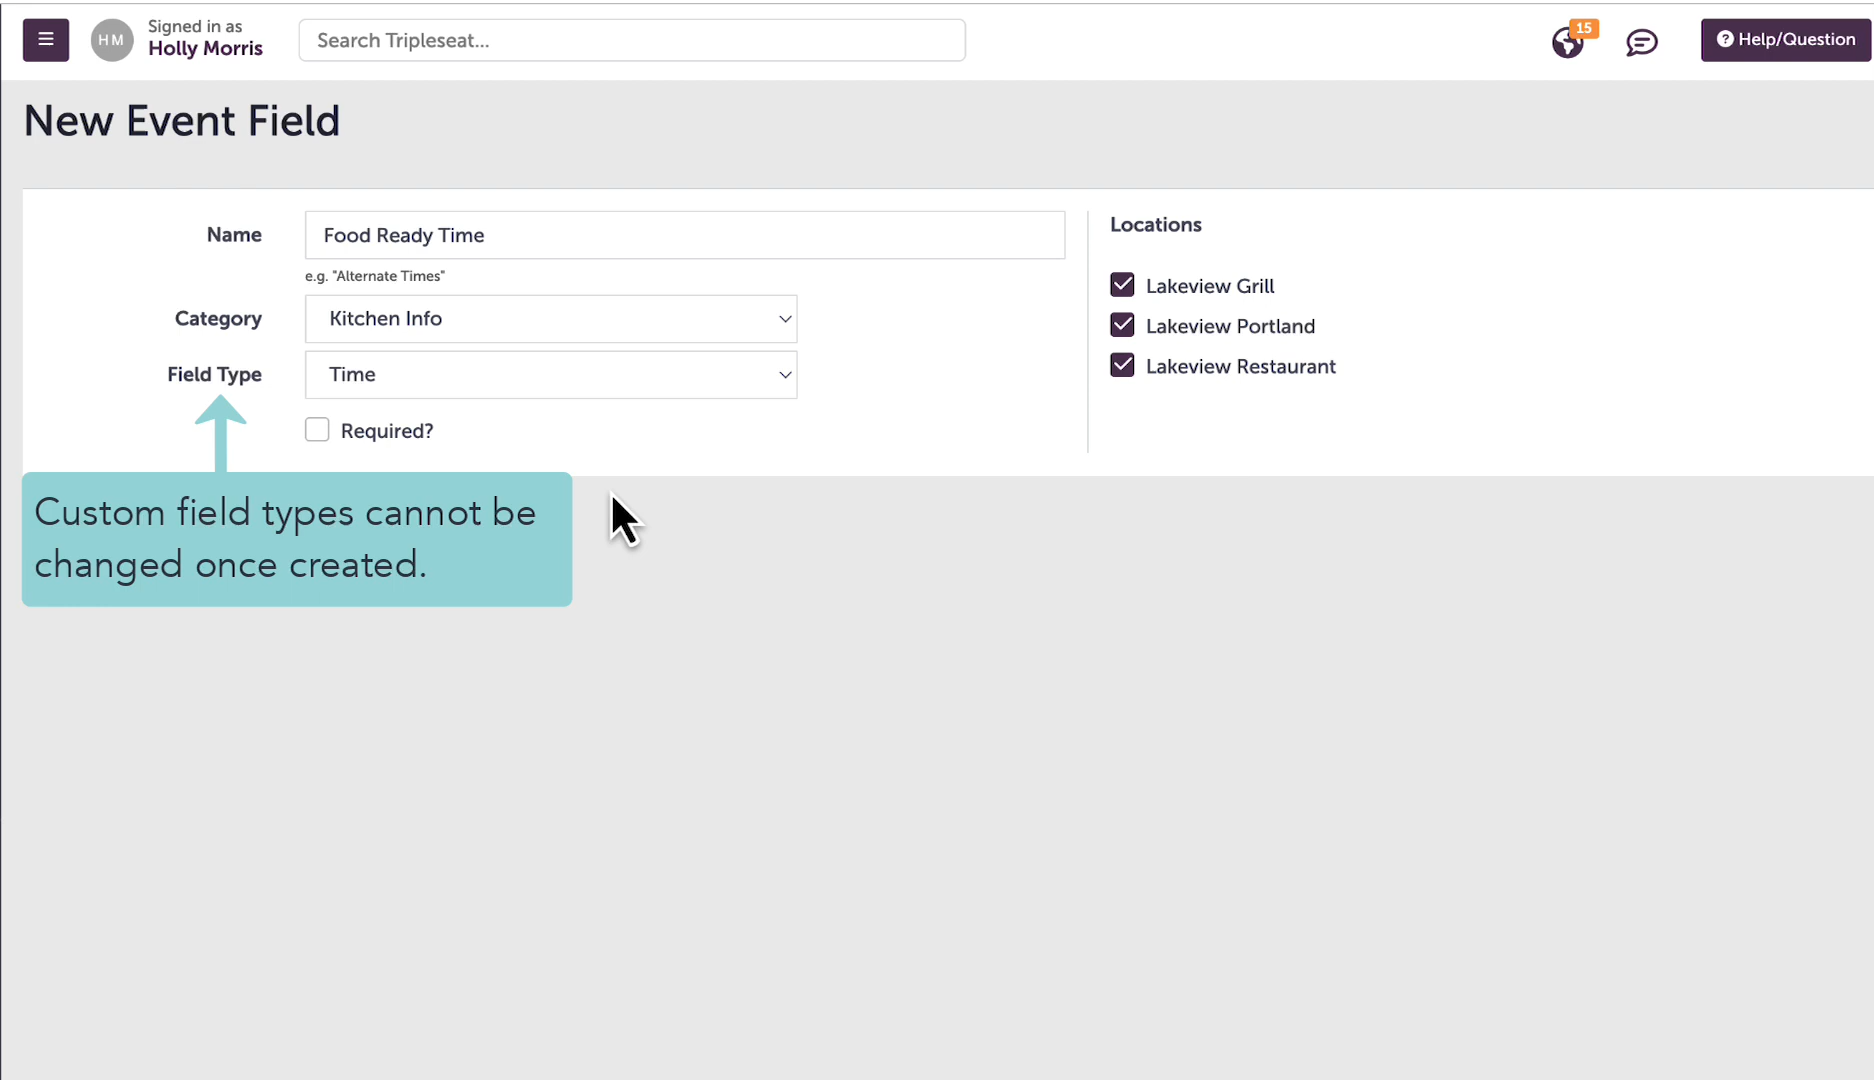 HM
Signed in as
Holly Morris
Search Tripleseat...
15
Help/Question
New Event Field
Name
Food Ready Time
e.g. "Alternate Times"
Category
Kitchen Info
Field Type
Time
Required?
Locations
Lakeview Grill
Lakeview Portland
Lakeview Restaurant
Custom field types cannot be
changed once created.